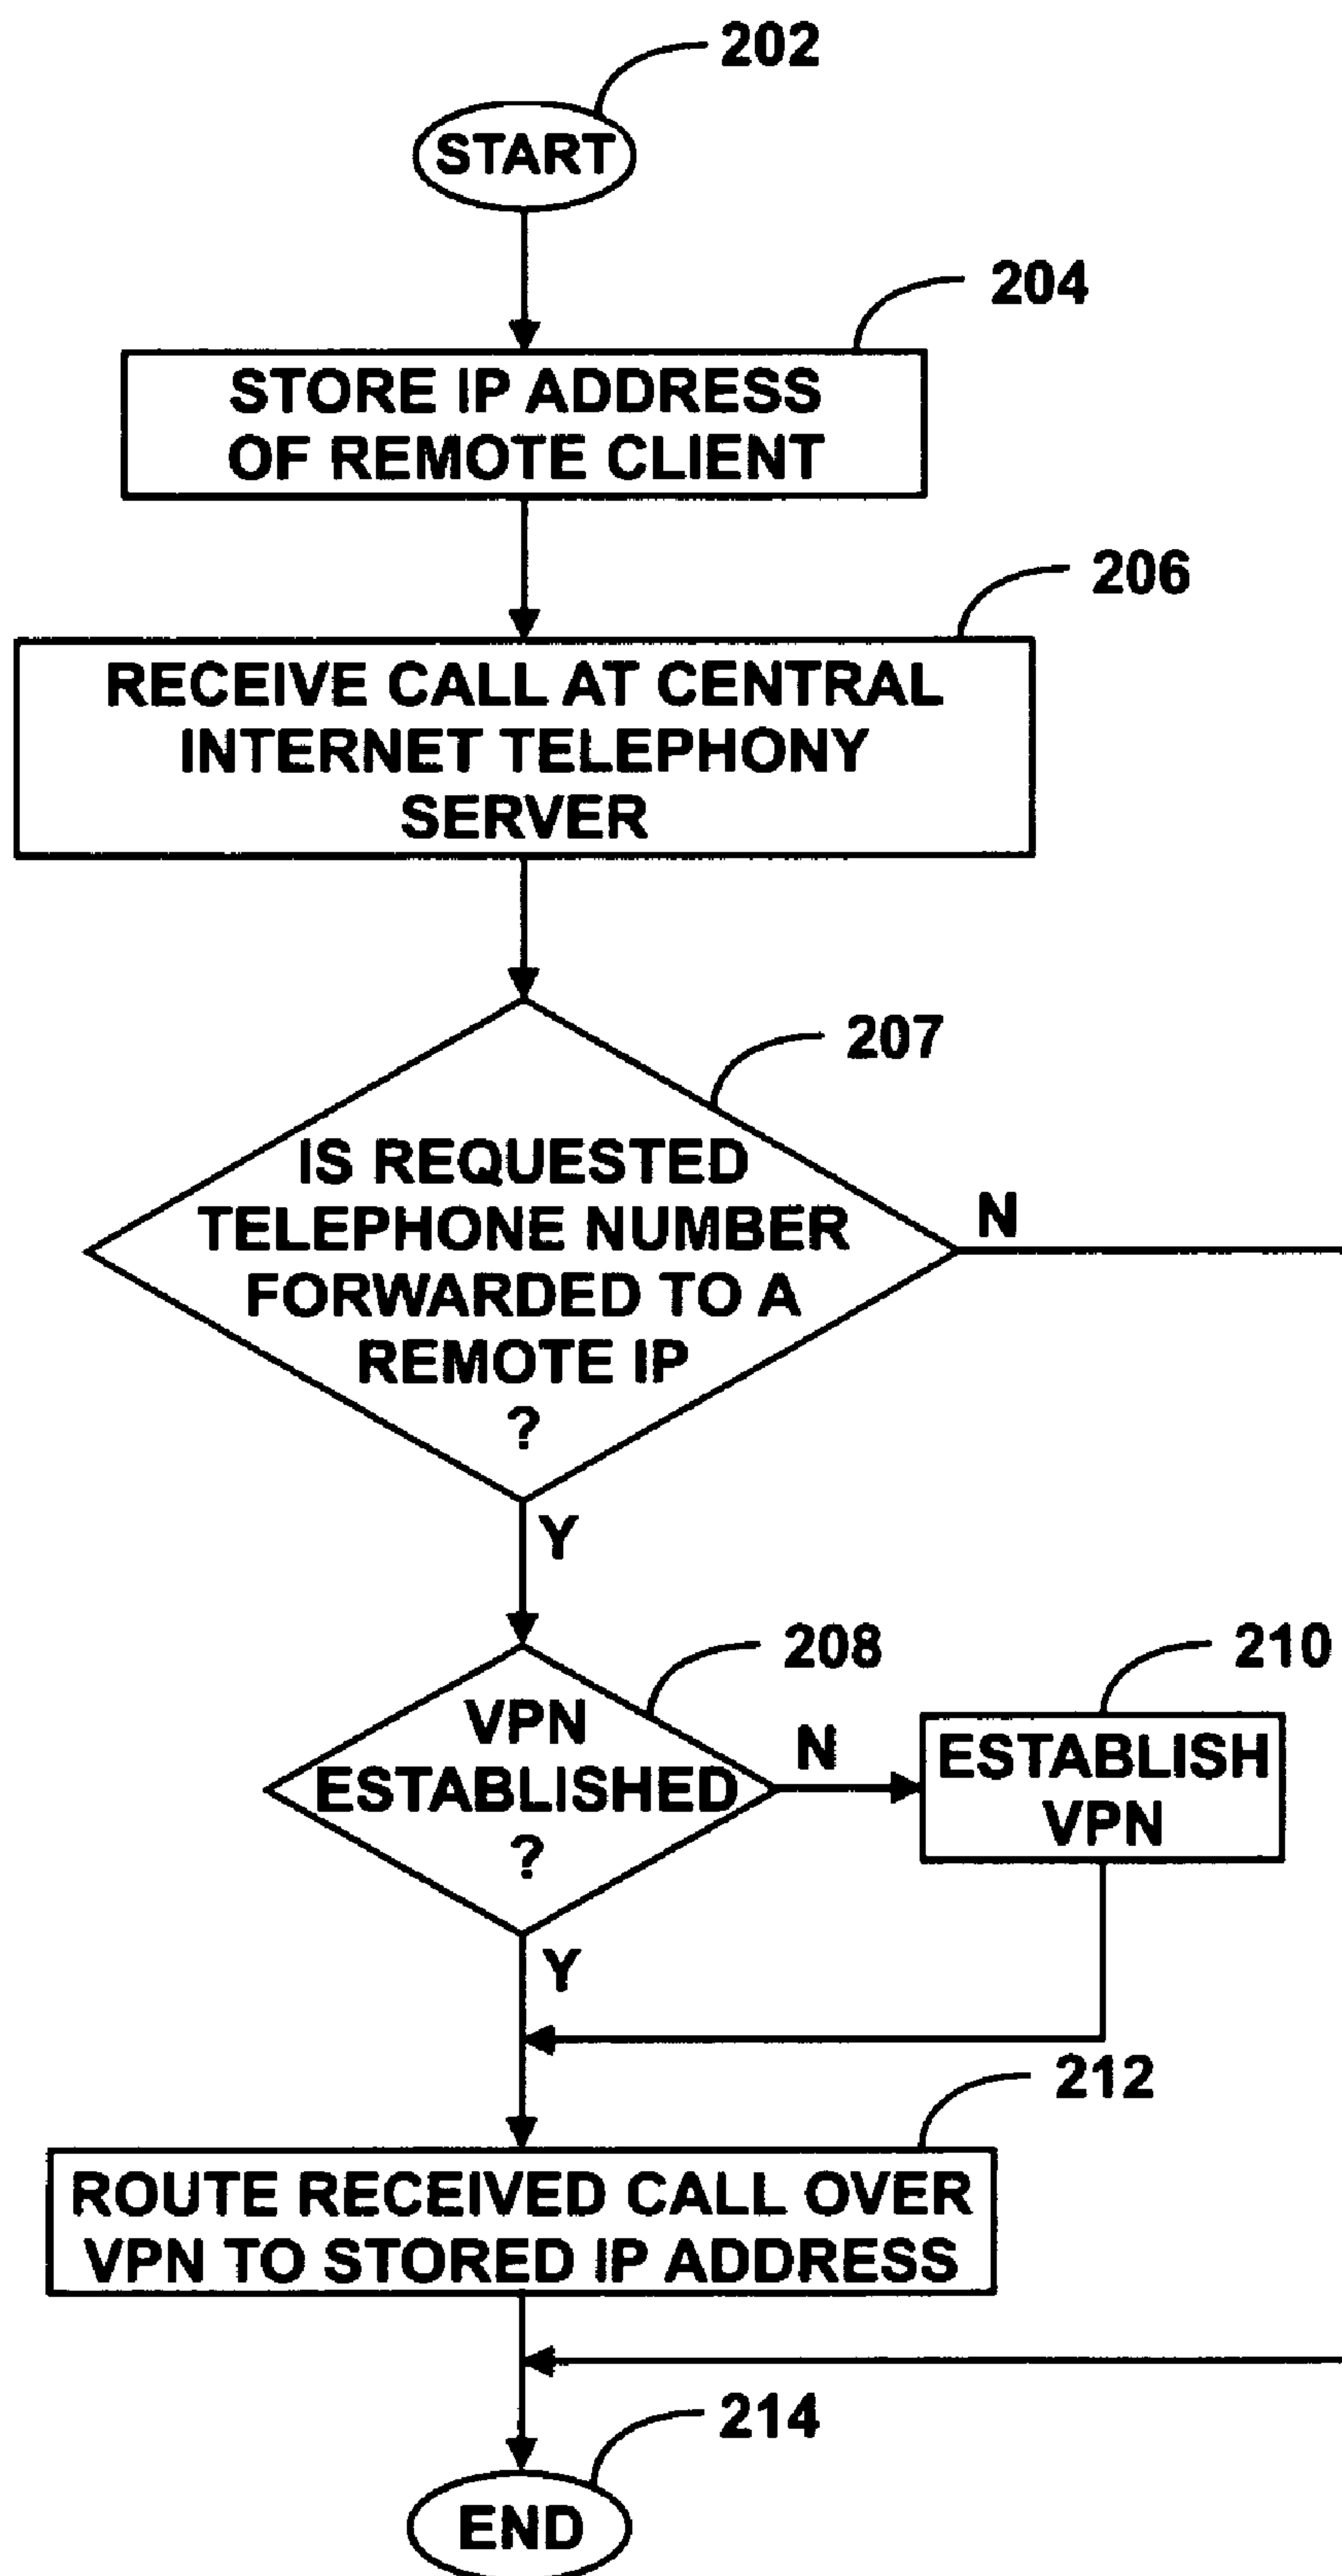 202
START
204
STORE IP ADDRESS
OF REMOTE CLIENT
206
RECEIVE CALL AT CENTRAL
INTERNET TELEPHONY
SERVER
207
IS REQUESTED
TELEPHONE NUMBER
FORWARDED TO A
REMOTE IP
?
N
Y
208
VPN
ESTABLISHED
?
N
210
ESTABLISH
VPN
Y
212
ROUTE RECEIVED CALL OVER
VPN TO STORED IP ADDRESS
214
END